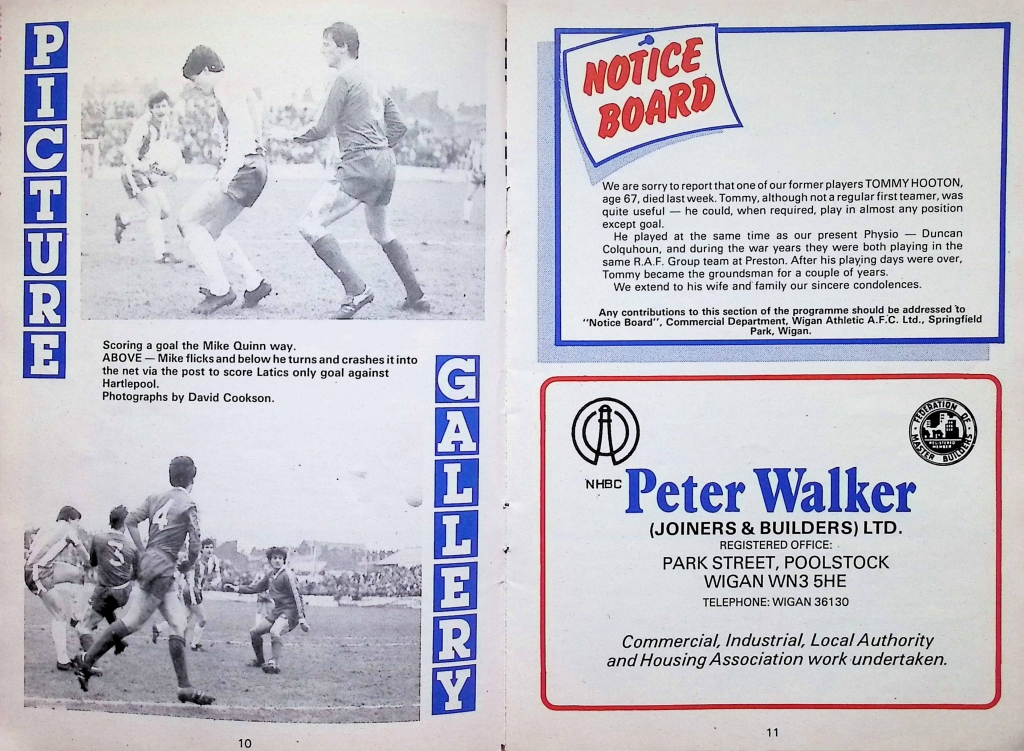 PICTURE
Scoring a goal the Mike Quinn way.
ABOVE — Mike flicks and below he turns and crashes it into
the net via the post to score Latics only goal against
Hartlepool.
Photographs by David Cookson.
GALLERY
4
3
10
NOTICE
BOARD
We are sorry to report that one of our former players TOMMY HOOTON,
age 67, died last week. Tommy, although not a regular first teamer, was
quite useful — he could, when required, play in almost any position
except goal.
He played at the same time as our present Physio — Duncan
Colquhoun, and during the war years they were both playing in the
same R.A.F. Group team at Preston. After his playing days were over,
Tommy became the groundsman for a couple of years.
We extend to his wife and family our sincere condolences.
Any contributions to this section of the programme should be addressed to
"Notice Board", Commercial Department, Wigan Athletic A.F.C. Ltd., Springfield
Park, Wigan.
NHBC
FEDERATION OF
MASTER BUILDERS
REGISTERED
MEMBER
Peter Walker
(JOINERS & BUILDERS) LTD.
REGISTERED OFFICE:
PARK STREET, POOLSTOCK
WIGAN WN3 5HE
TELEPHONE: WIGAN 36130
Commercial, Industrial, Local Authority
and Housing Association work undertaken.
11